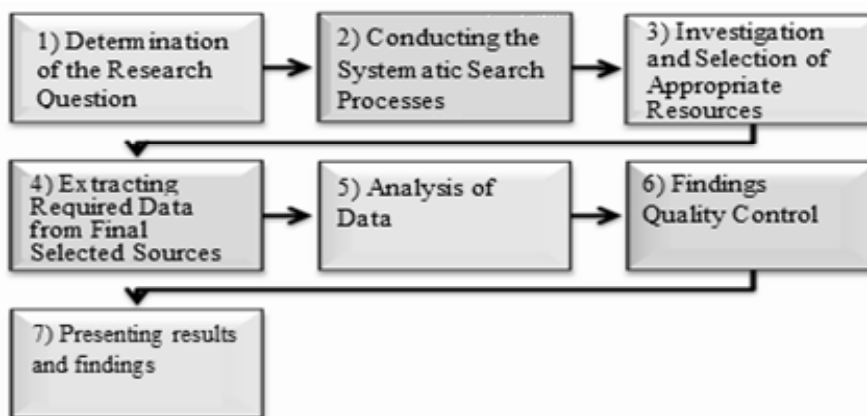 1) Determination
of the Research
Question
2) Conducting the
Systematic Search
Processes
3) Investigation
and Selection of
Appropriate
Resources
4) Extracting
Required Data
from Final
Selected Sources
5) Analysis of
Data
6) Findings
Quality Control
7) Presenting results
and findings